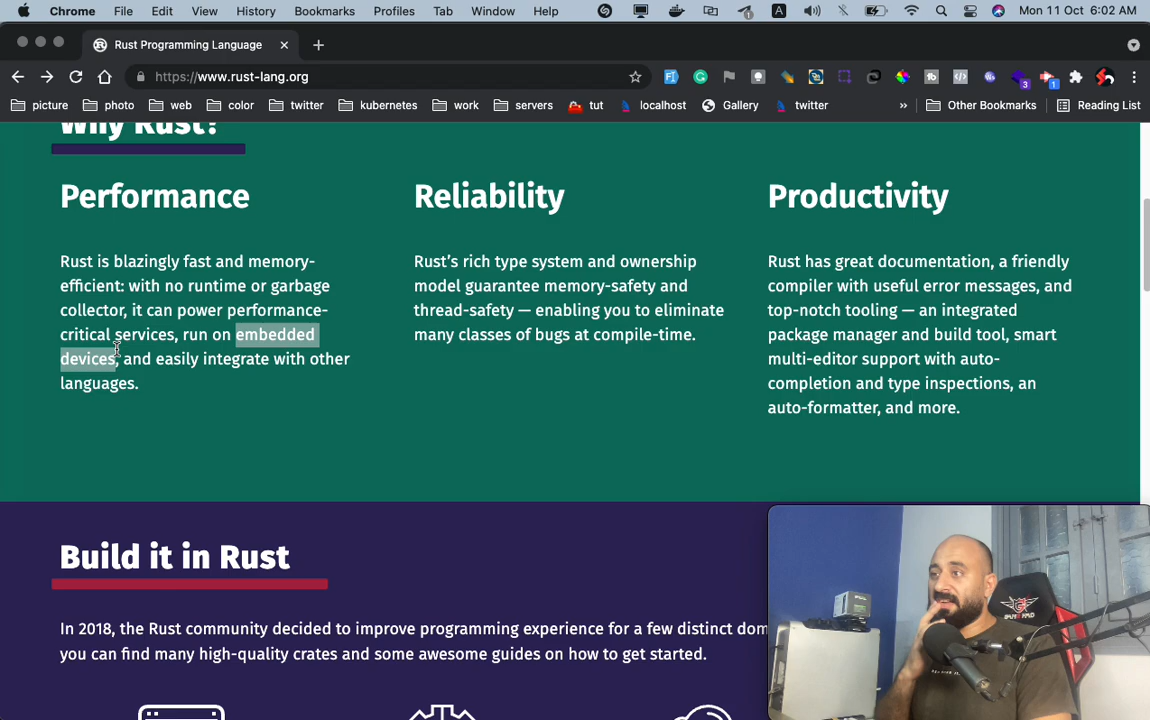 Chrome File Edit View History Bookmarks Profiles Tab Window Help A Mon 11 Oct 6:02 AM
Rust Programming Language
https://www.rust-lang.org
3 1
picture photo web color twitter kubernetes work servers tut localhost Gallery twitter » Other Bookmarks Reading List
Why Rust?
Performance
Rust is blazingly fast and memory-
efficient: with no runtime or garbage
collector, it can power performance-
critical services, run on embedded
devices, and easily integrate with other
languages.
Reliability
Rust's rich type system and ownership
model guarantee memory-safety and
thread-safety — enabling you to eliminate
many classes of bugs at compile-time.
Productivity
Rust has great documentation, a friendly
compiler with useful error messages, and
top-notch tooling — an integrated
package manager and build tool, smart
multi-editor support with auto-
completion and type inspections, an
auto-formatter, and more.
Build it in Rust
In 2018, the Rust community decided to improve programming experience for a few distinct dom
you can find many high-quality crates and some awesome guides on how to get started.